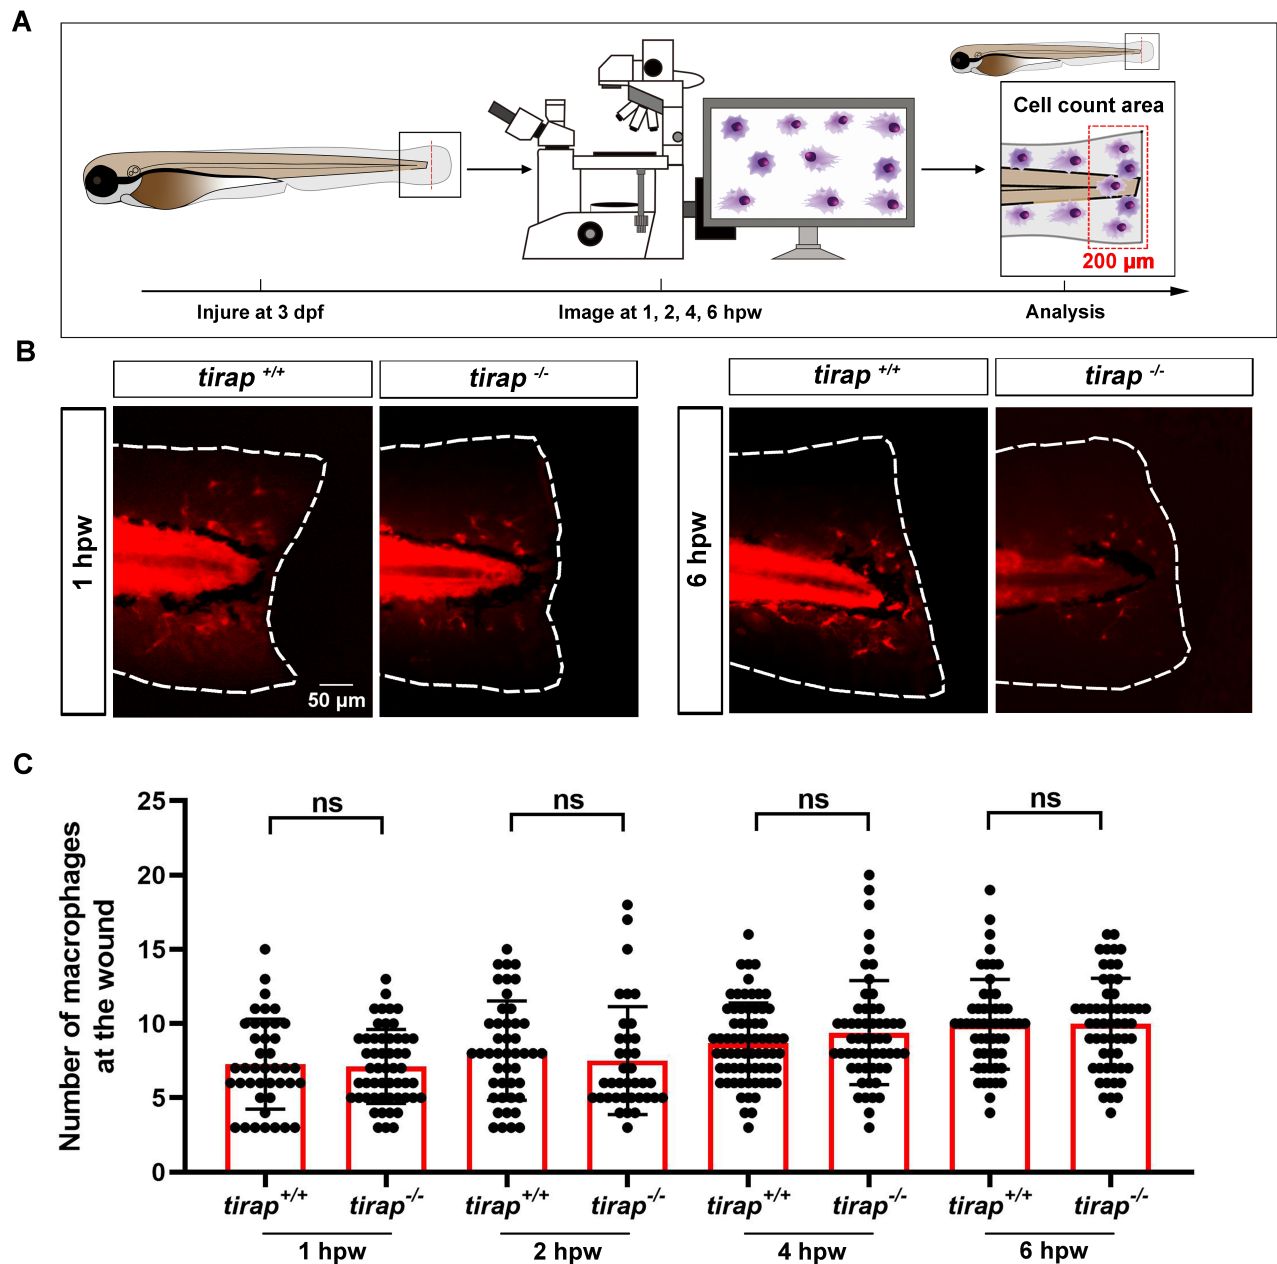 A
Cell count area
200 µm
Injure at 3 dpf
Image at 1, 2, 4, 6 hpw
Analysis
B
tirap +/+
tirap -/-
tirap +/+
tirap -/-
1 hpw
6 hpw
50 µm
C
Number of macrophages
at the wound
25
20
15
10
5
0
ns
ns
ns
ns
tirap+/+
tirap-/-
tirap+/+
tirap-/-
tirap+/+
tirap-/-
tirap+/+
tirap-/-
1 hpw
2 hpw
4 hpw
6 hpw